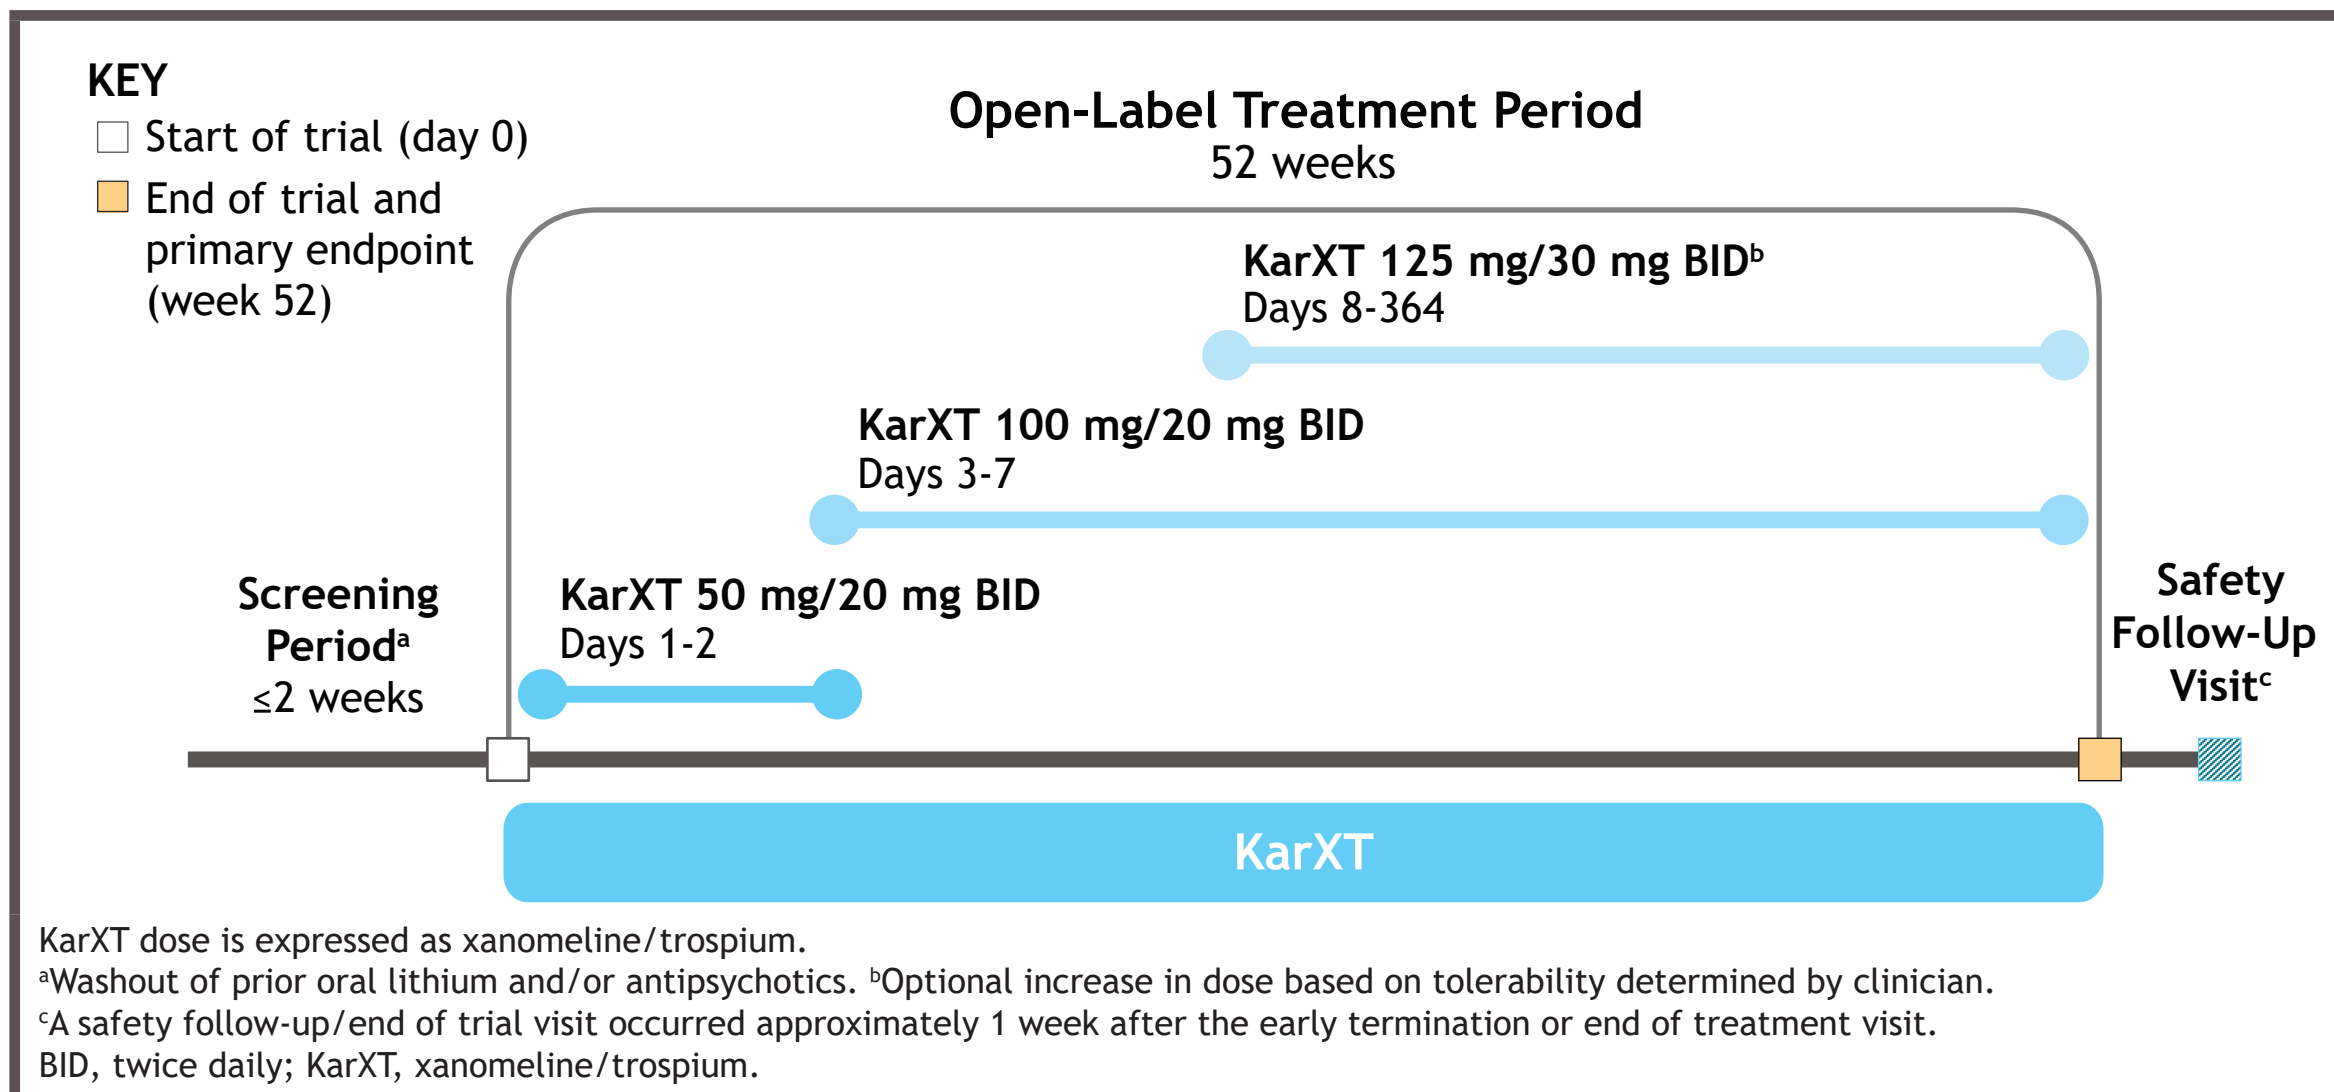 KEY
Start of trial (day 0)
End of trial and
primary endpoint
(week 52)
Open-Label Treatment Period
52 weeks
KarXT 125 mg/30 mg BIDᵇ
Days 8-364
KarXT 100 mg/20 mg BID
Days 3-7
KarXT 50 mg/20 mg BID
Days 1-2
Screening
Periodᵃ
≤2 weeks
Safety
Follow-Up
Visitᶜ
KarXT
KarXT dose is expressed as xanomeline/trospium.
ᵃWashout of prior oral lithium and/or antipsychotics. ᵇOptional increase in dose based on tolerability determined by clinician.
ᶜA safety follow-up/end of trial visit occurred approximately 1 week after the early termination or end of treatment visit.
BID, twice daily; KarXT, xanomeline/trospium.